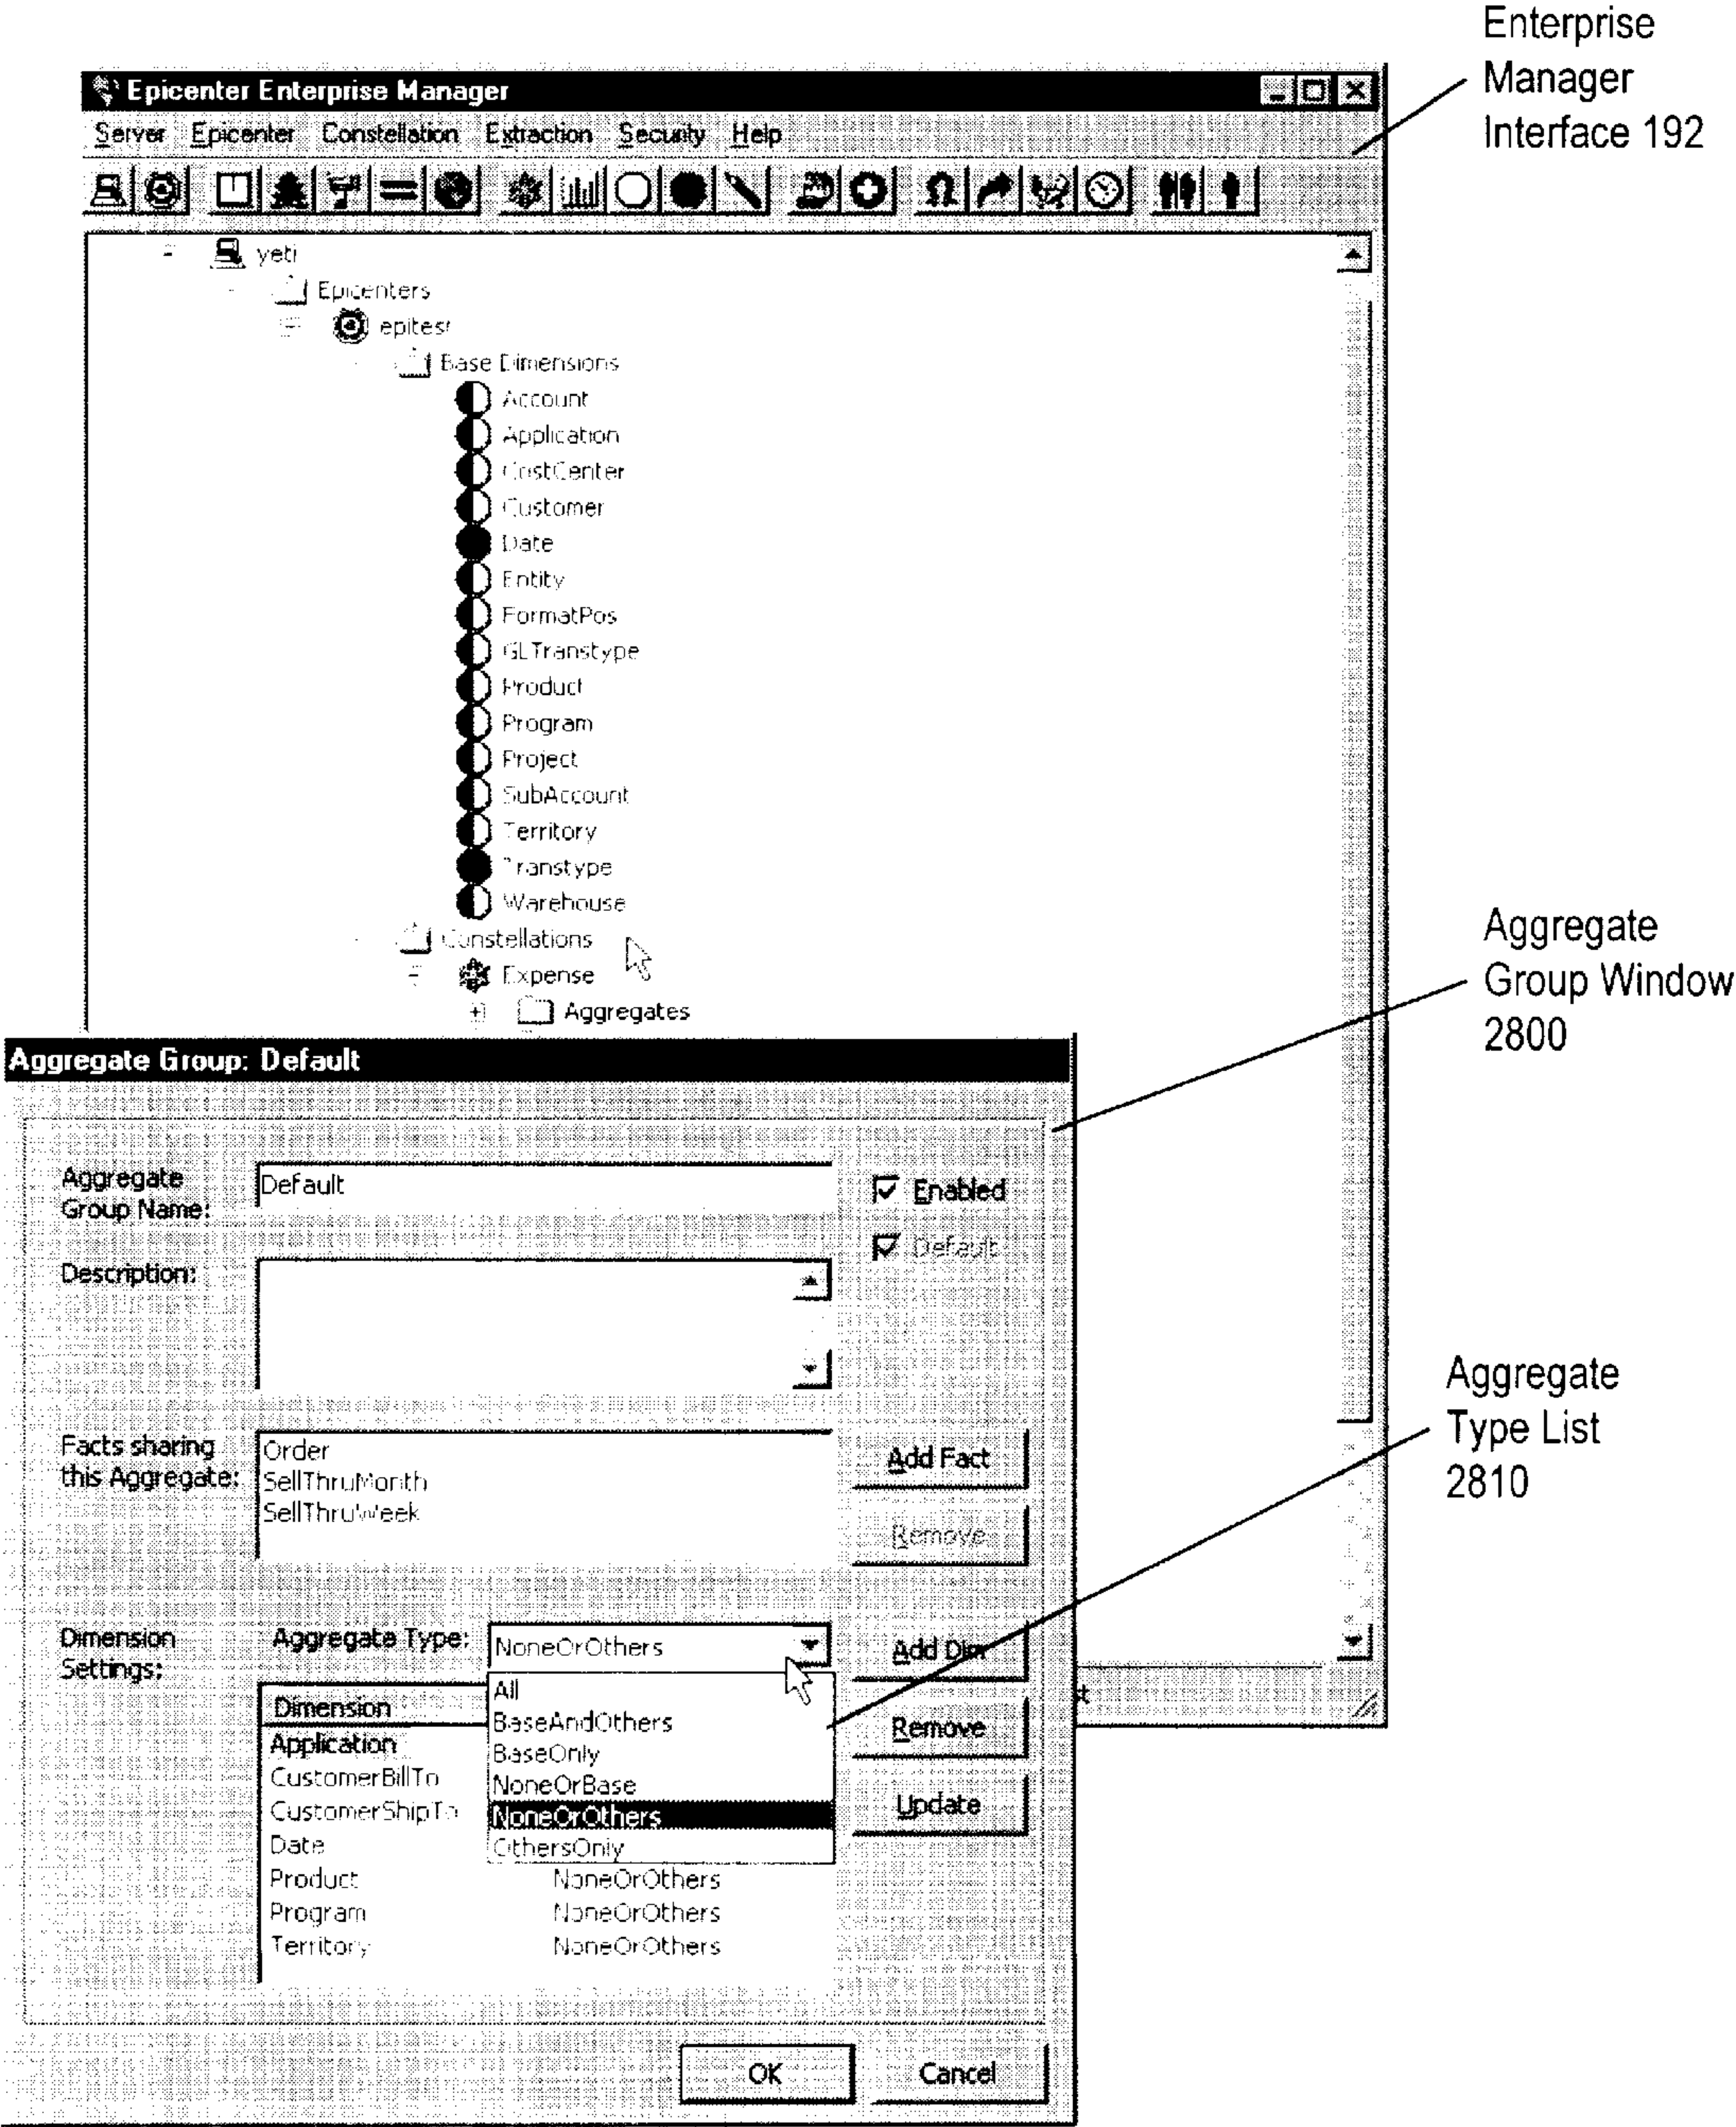 Enterprise
Manager
Interface 192
Epicenter Enterprise Manager
Server Epicenter Constellation Extraction Security Help
yeti
Epicenters
epitest
Base Dimensions
Account
Application
CostCenter
Customer
Date
Entity
FormatPos
GLTranstype
Product
Program
Project
SubAccount
Territory
Transtype
Warehouse
Constellations
Expense
Aggregates
Aggregate
Group Window
2800
Aggregate Group: Default
Aggregate
Group Name:
Default
Enabled
Default
Description:
Aggregate
Type List
2810
Facts sharing
this Aggregate:
Order
SellThruMonth
SellThruWeek
Add Fact
Remove
Dimension
Settings:
Aggregate Type:
NoneOrOthers
Add Dim
All
BaseAndOthers
BaseOnly
NoneOrBase
NoneOrOthers
OthersOnly
Remove
Update
Dimension
Application
CustomerBillTo
CustomerShipTo
Date
Product NoneOrOthers
Program NoneOrOthers
Territory NoneOrOthers
OK Cancel